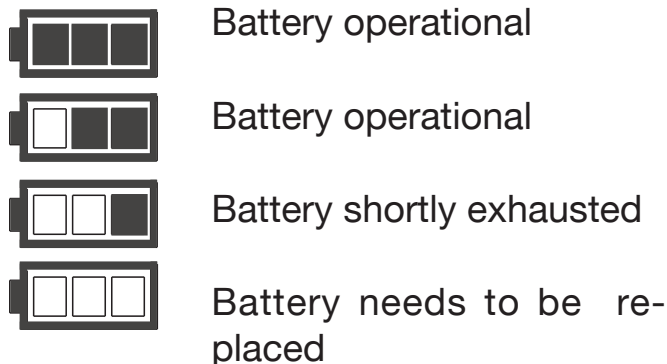 Battery operational
Battery operational
Battery shortly exhausted
Battery needs to be re-
placed